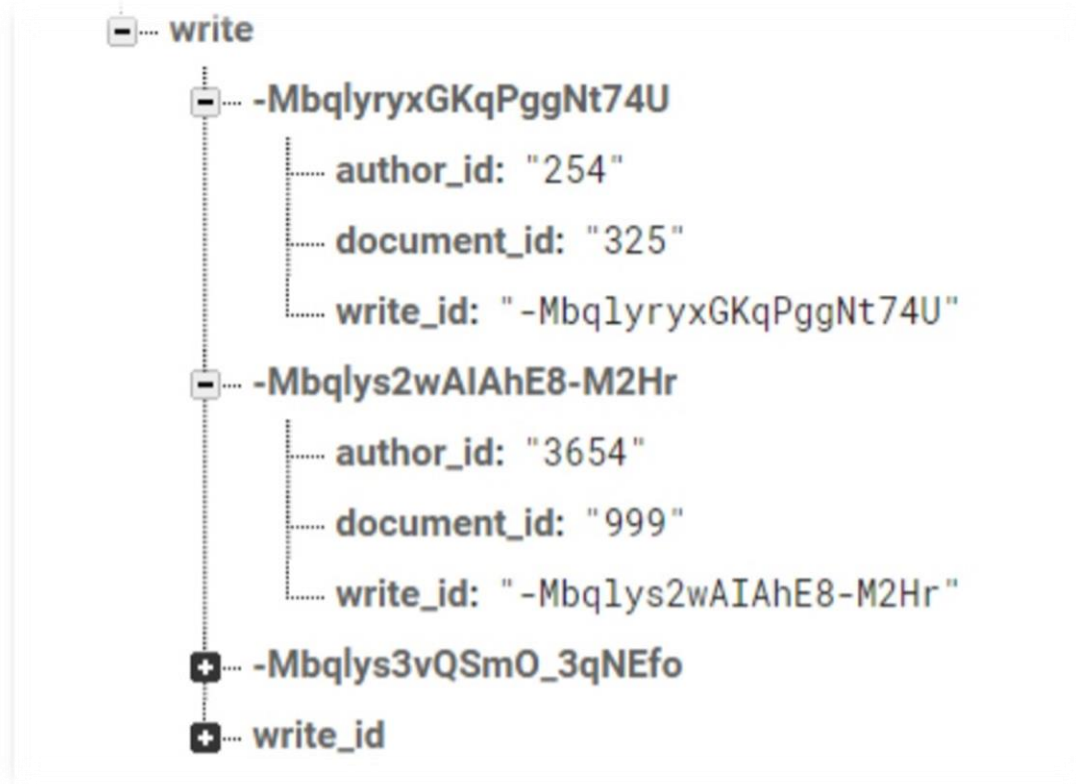 write
-MbqlyryxGKqPggNt74U
author_id: "254"
document_id: "325"
write_id: "-MbqlyryxGKqPggNt74U"
-Mbqlys2wAIAhE8-M2Hr
author_id: "3654"
document_id: "999"
write_id: "-Mbqlys2wAIAhE8-M2Hr"
-Mbqlys3vQSmO_3qNEfo
write_id